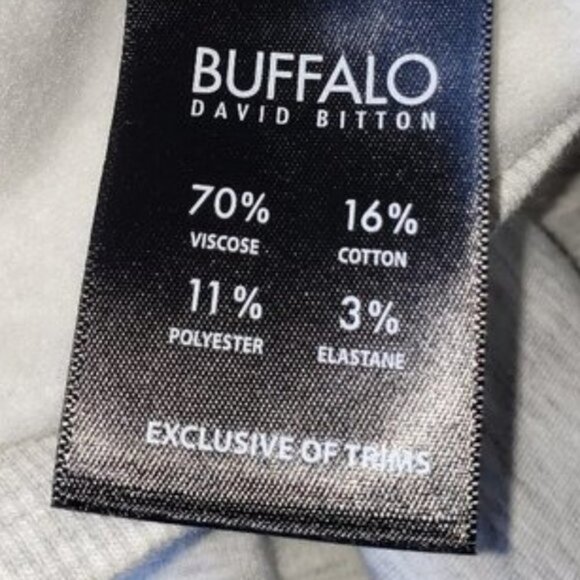 BUFFALO
DAVID BITTON
70% 16%
VISCOSE COTTON
11% 3%
POLYESTER ELASTANE
EXCLUSIVE OF TRIMS